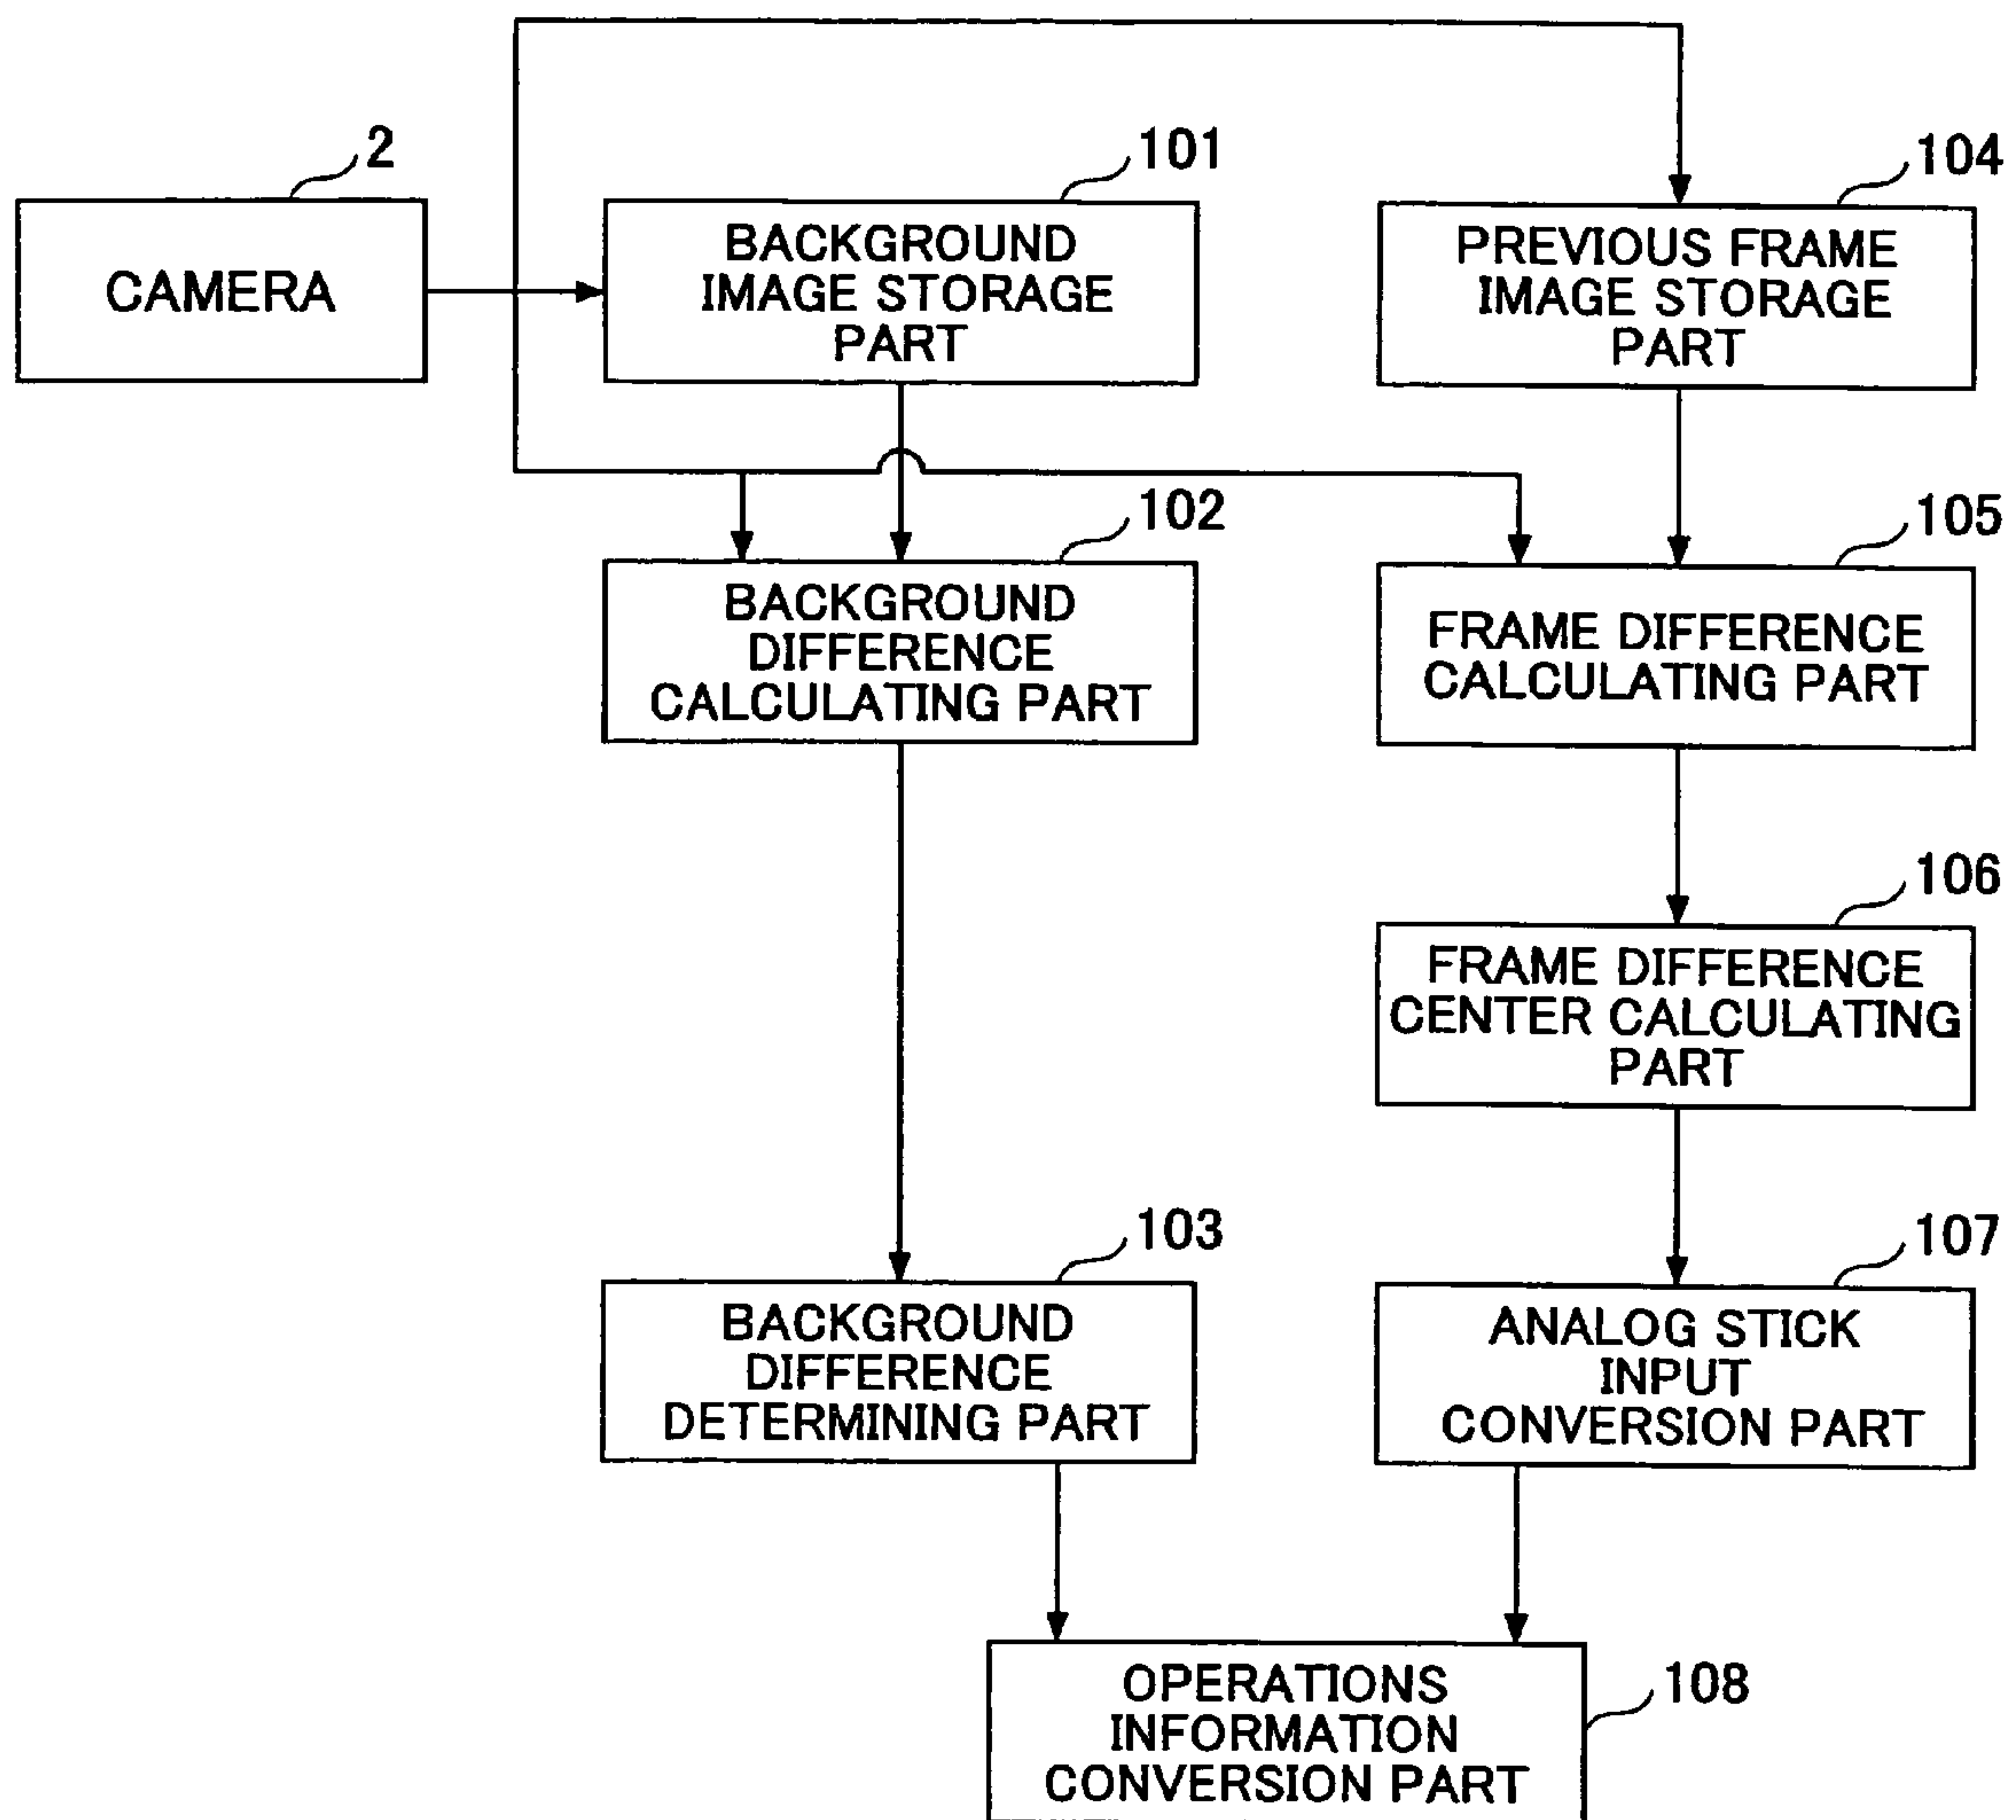 2
CAMERA
101
BACKGROUND
IMAGE STORAGE
PART
104
PREVIOUS FRAME
IMAGE STORAGE
PART
102
BACKGROUND
DIFFERENCE
CALCULATING PART
105
FRAME DIFFERENCE
CALCULATING PART
106
FRAME DIFFERENCE
CENTER CALCULATING
PART
103
BACKGROUND
DIFFERENCE
DETERMINING PART
107
ANALOG STICK
INPUT
CONVERSION PART
108
OPERATIONS
INFORMATION
CONVERSION PART